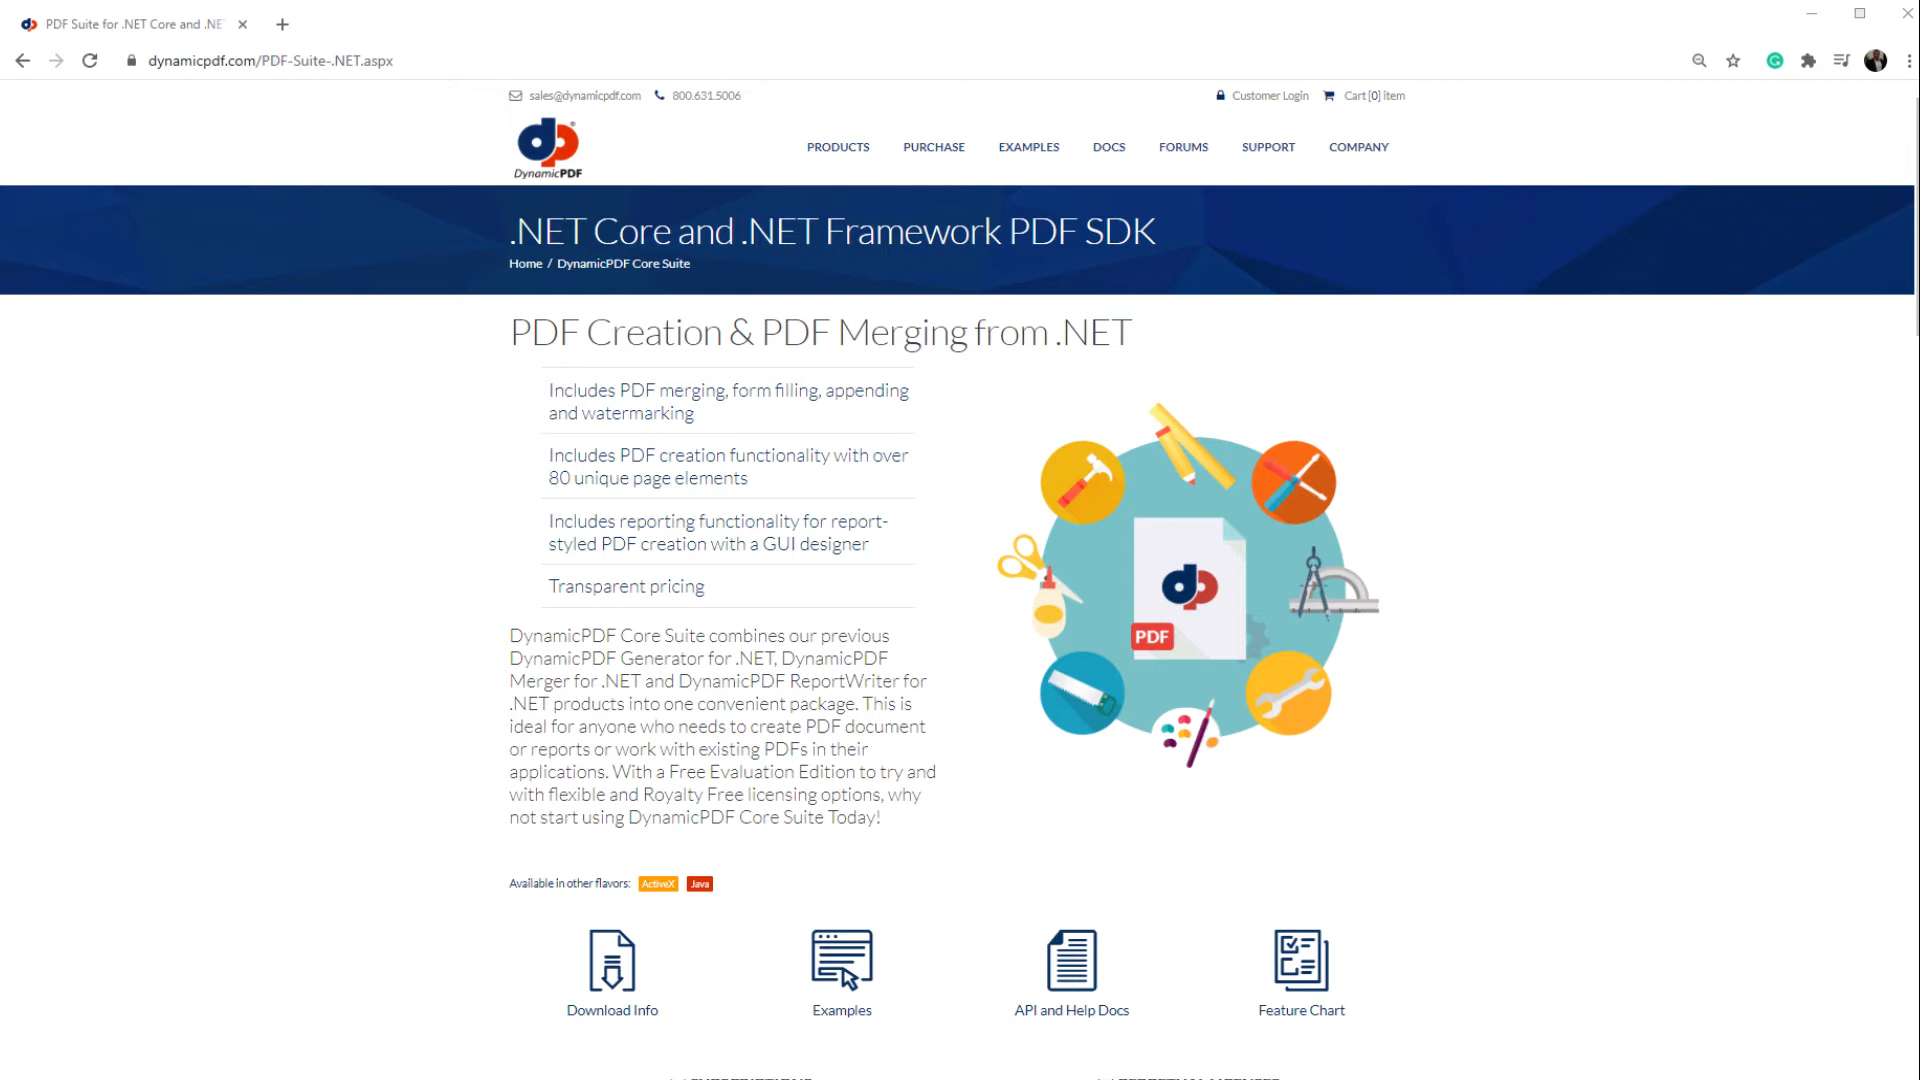 PDF Suite for .NET Core and .NE
dynamicpdf.com/PDF-Suite-.NET.aspx
sales@dynamicpdf.com 800.631.5006 Customer Login Cart [0] item
dp
DynamicPDF
PRODUCTS PURCHASE EXAMPLES DOCS FORUMS SUPPORT COMPANY
.NET Core and .NET Framework PDF SDK
Home / DynamicPDF Core Suite
PDF Creation & PDF Merging from .NET
Includes PDF merging, form filling, appending
and watermarking
Includes PDF creation functionality with over
80 unique page elements
Includes reporting functionality for report-
styled PDF creation with a GUI designer
Transparent pricing
dp
PDF
DynamicPDF Core Suite combines our previous
DynamicPDF Generator for .NET, DynamicPDF
Merger for .NET and DynamicPDF ReportWriter for
.NET products into one convenient package. This is
ideal for anyone who needs to create PDF document
or reports or work with existing PDFs in their
applications. With a Free Evaluation Edition to try and
with flexible and Royalty Free licensing options, why
not start using DynamicPDF Core Suite Today!
Available in other flavors: ActiveX Java
Download Info Examples API and Help Docs Feature Chart